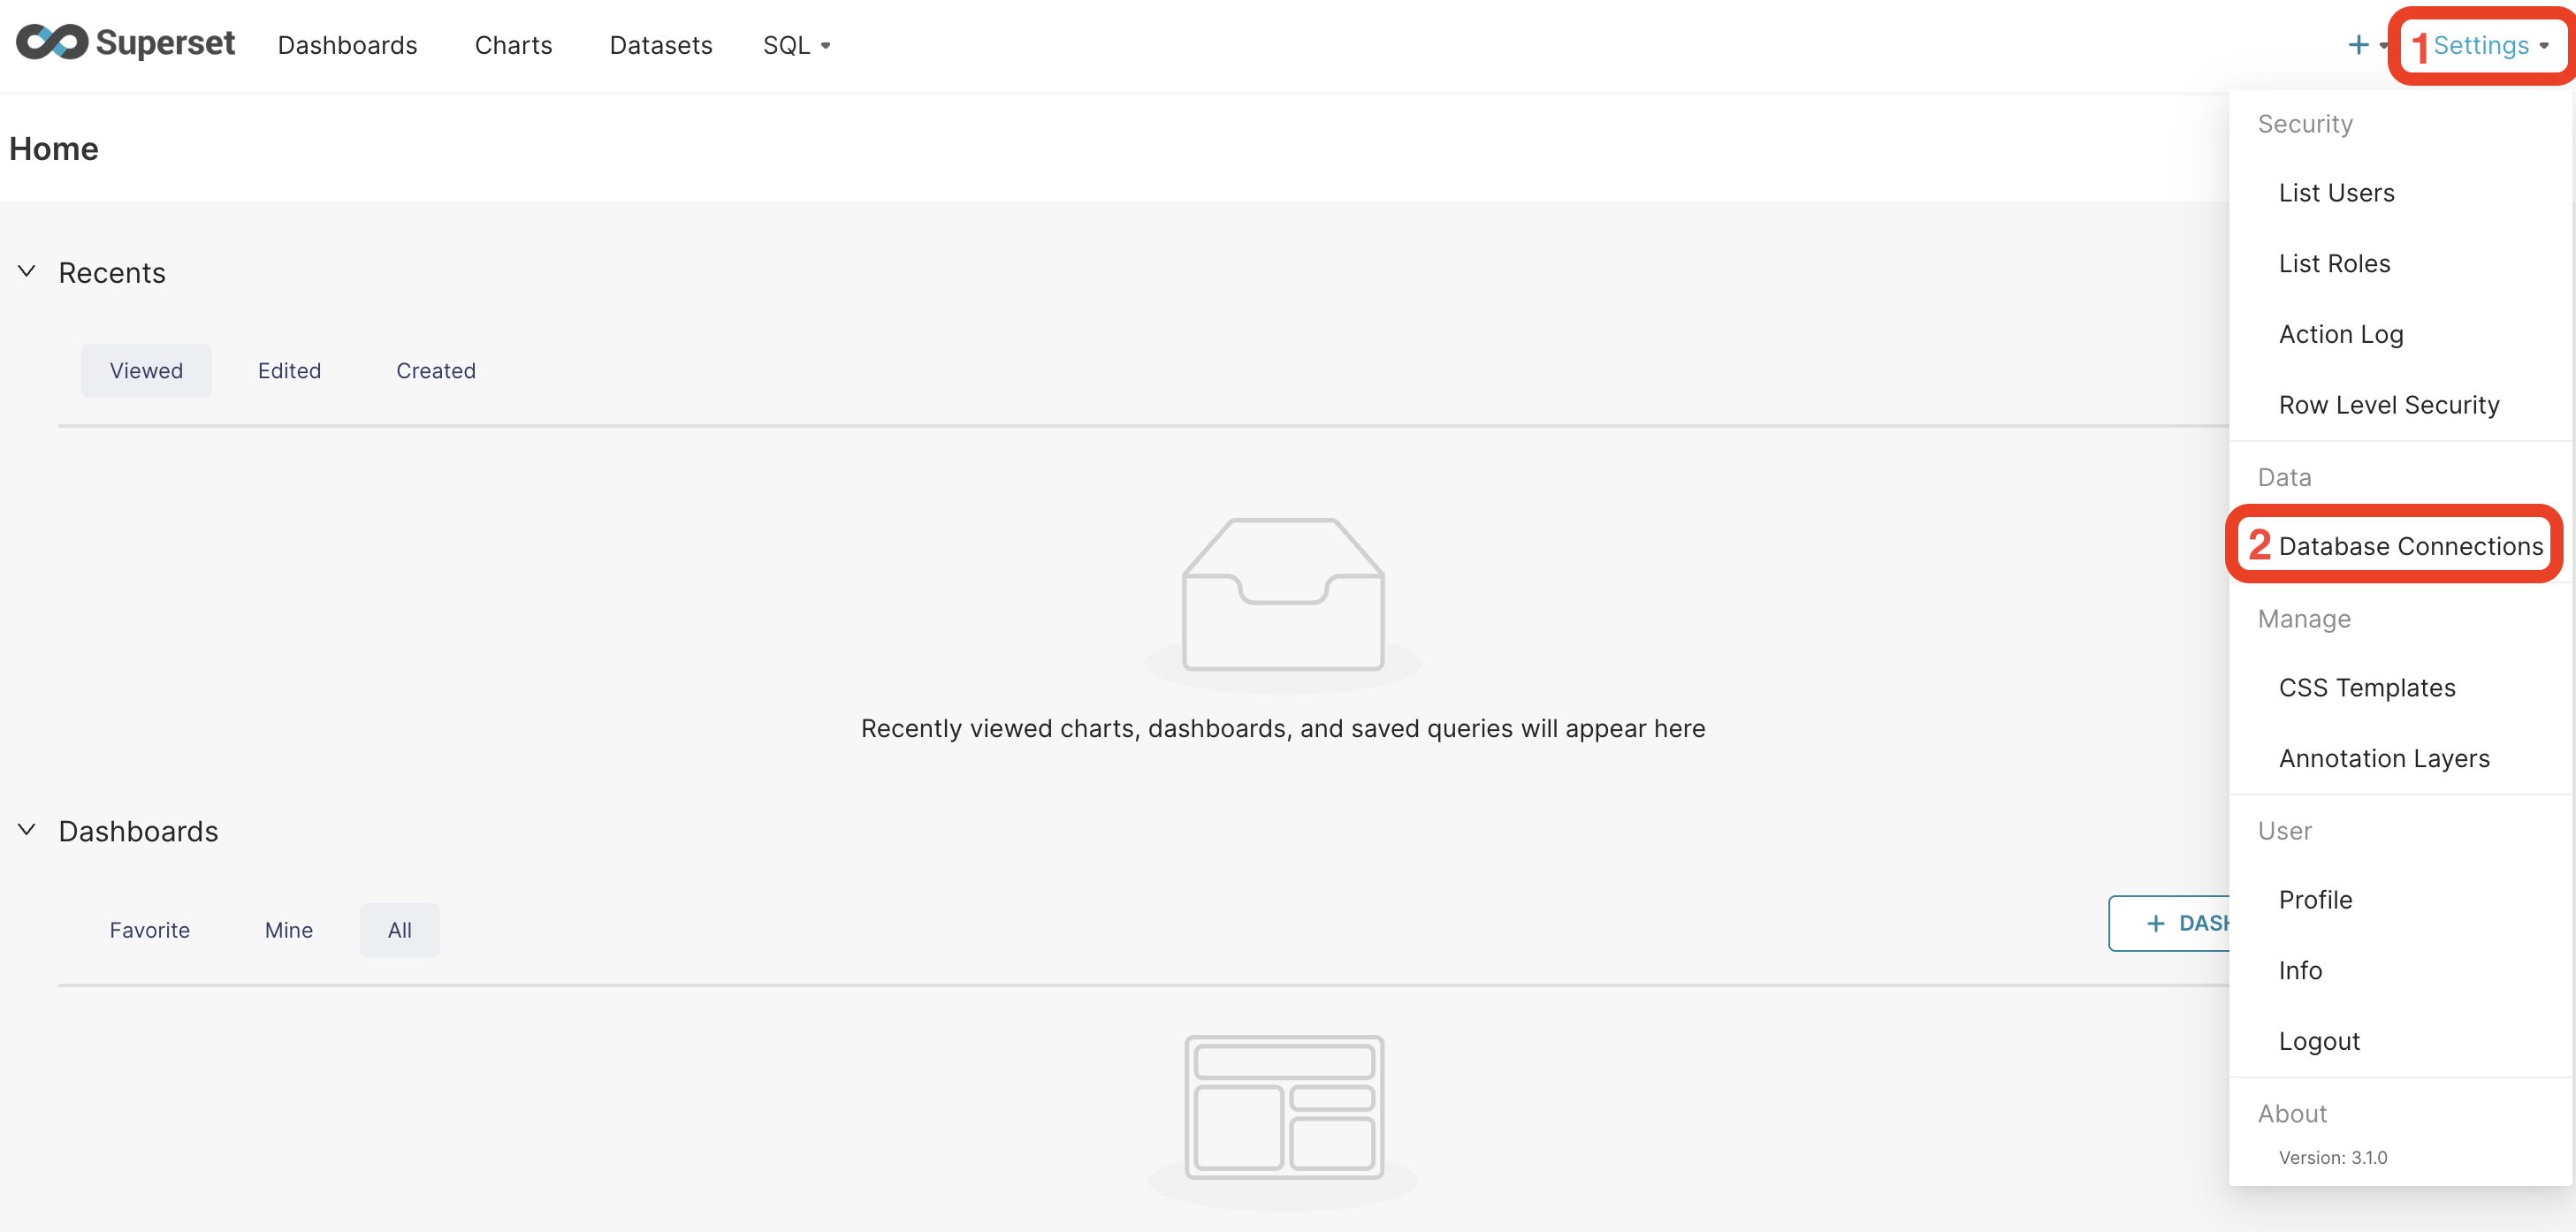 Superset Dashboards Charts Datasets SQL + 1 Settings
Home
Security
List Users
List Roles
Action Log
Row Level Security
Data
2 Database Connections
Manage
CSS Templates
Annotation Layers
User
Profile
Info
Logout
About
Version: 3.1.0
Recents
Viewed Edited Created
Recently viewed charts, dashboards, and saved queries will appear here
Dashboards
Favorite Mine All
+ DASH